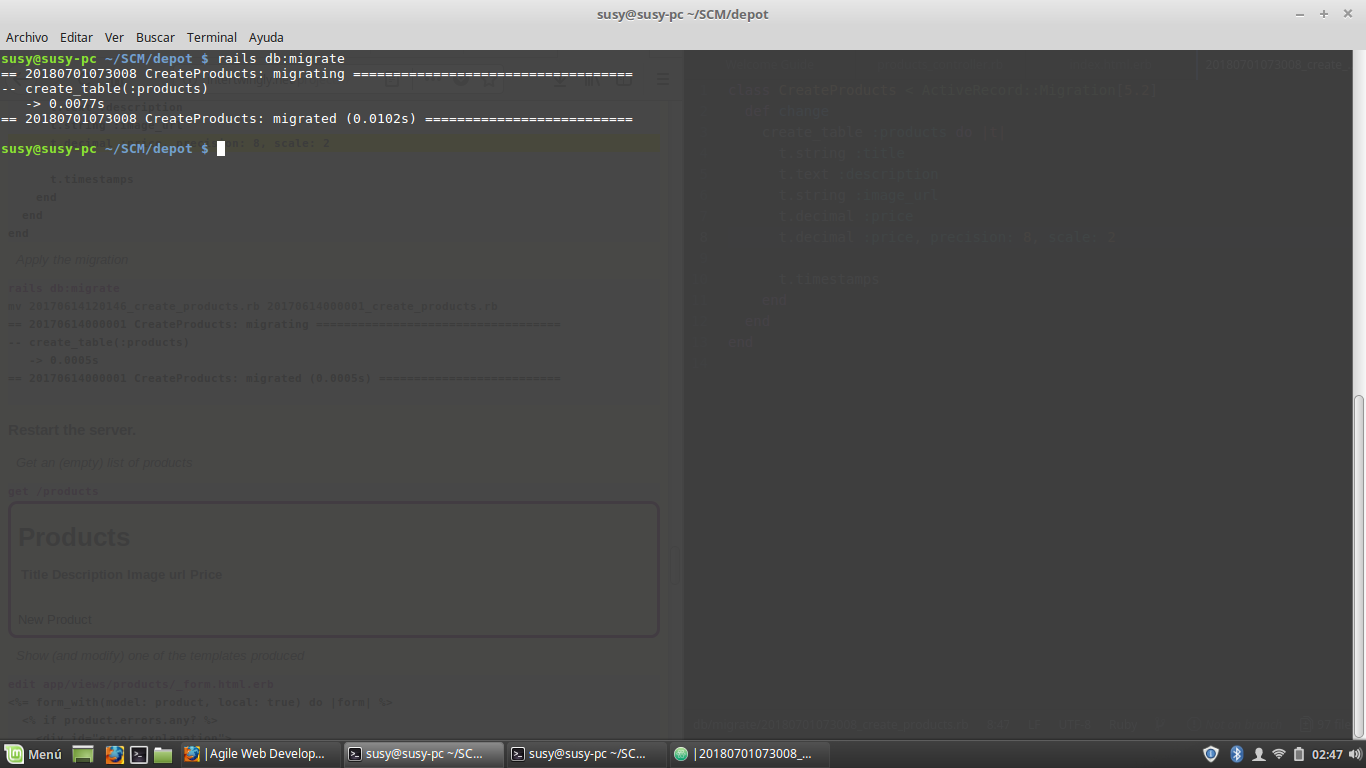 susy@susy-pc ~/SCM/depot
Archivo Editar Ver Buscar Terminal Ayuda
susy@susy-pc ~/SCM/depot $ rails db:migrate
== 20180701073008 CreateProducts: migrating ===================================
-- create_table(:products)
-> 0.0077s
== 20180701073008 CreateProducts: migrated (0.0102s) ==========================
susy@susy-pc ~/SCM/depot $
8, scale: 2
t.timestamps
end
end
end
Apply the migration
rails db:migrate
mv 20170614120146_create_products.rb 20170614000001_create_products.rb
== 20170614000001 CreateProducts: migrating ===================================
-- create_table(:products)
-> 0.0005s
== 20170614000001 CreateProducts: migrated (0.0005s) ==========================
Restart the server.
Get an (empty) list of products
get /products
Products
Title Description Image url Price
New Product
Show (and modify) one of the templates produced
edit app/views/products/_form.html.erb
<%= form_with(model: product, local: true) do |form| %>
<% if product.errors.any? %>
<div id="error_explanation">
20180701073008_create_
class CreateProducts < ActiveRecord::Migration[5.2]
def change
create_table :products do |t|
t.string :title
t.text :description
t.string :image_url
t.decimal :price
t.decimal :price, precision: 8, scale: 2
t.timestamps
end
end
end
Menú
|Agile Web Develop...
susy@susy-pc ~/SC...
susy@susy-pc ~/SC...
|20180701073008_...
02:47